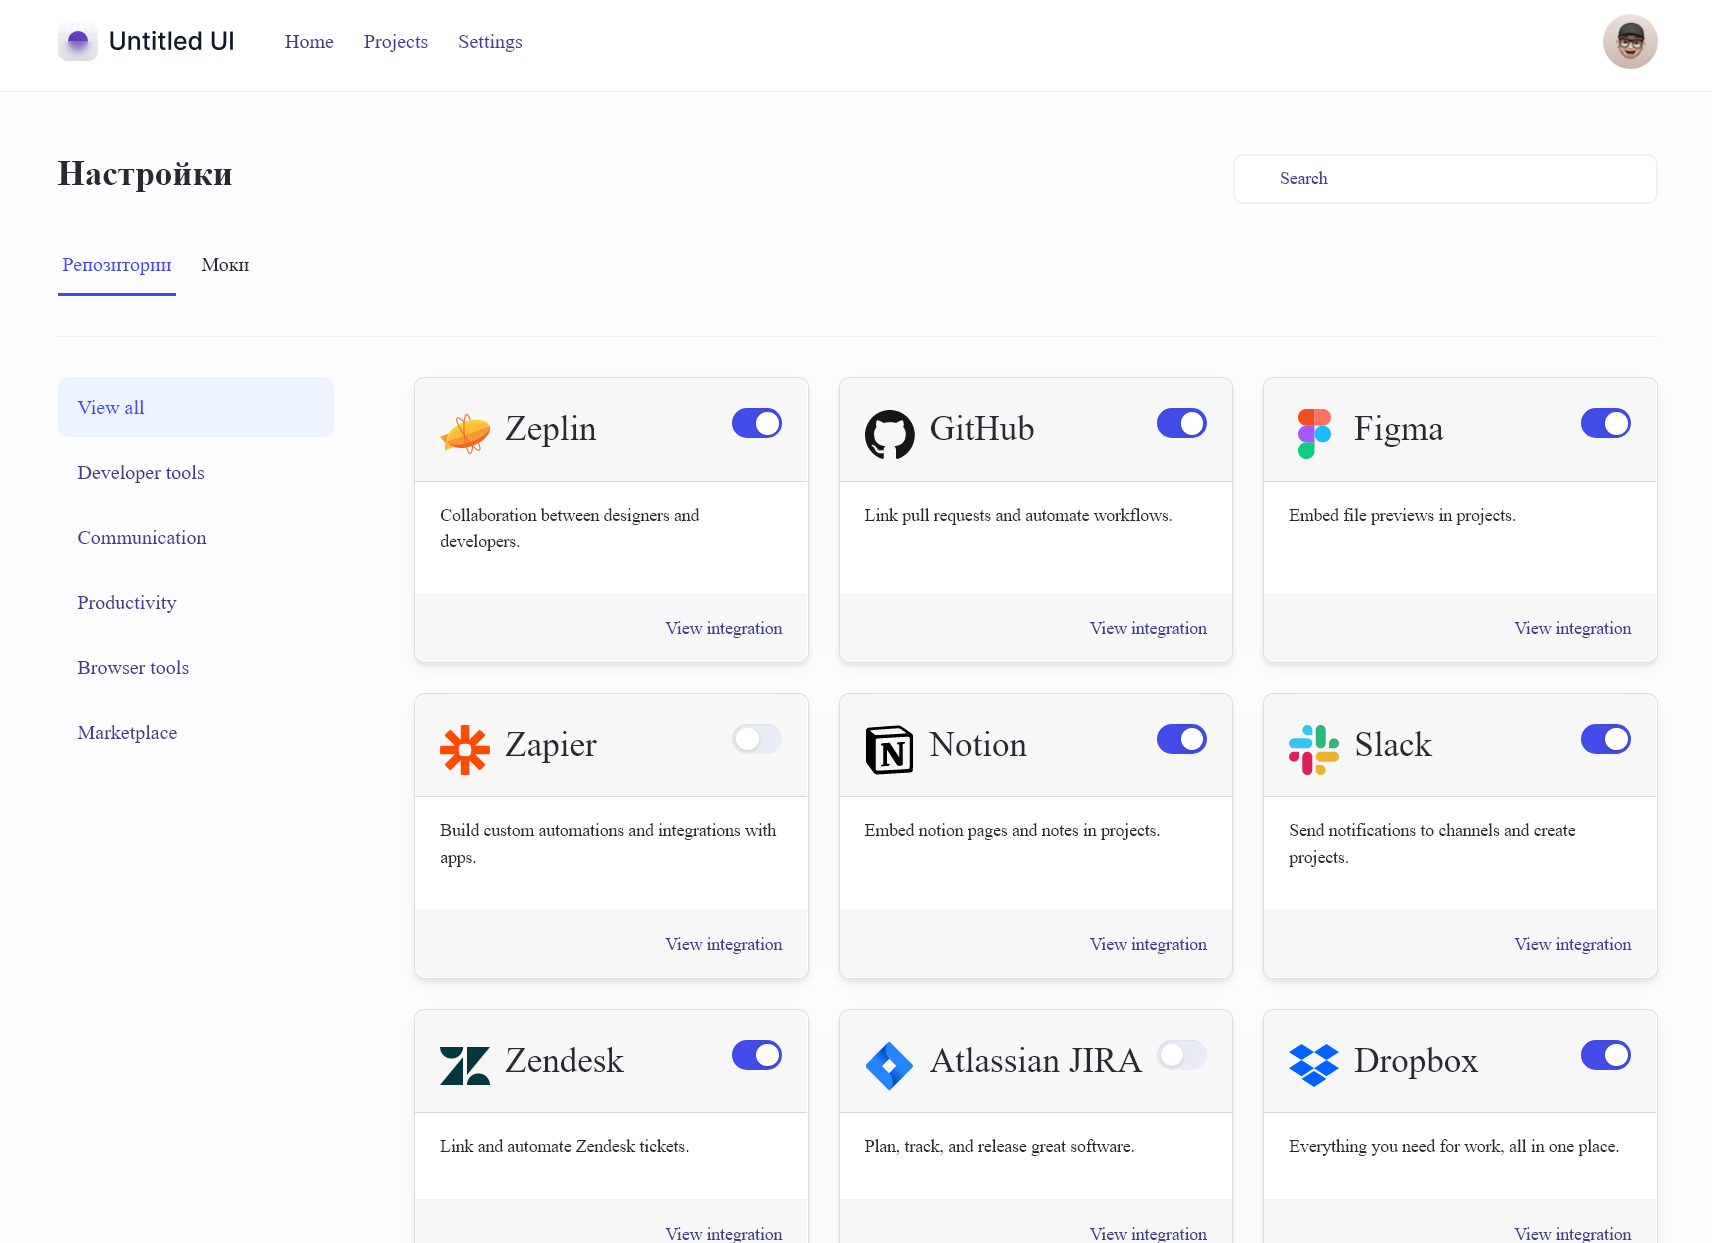 Untitled UI
Home
Projects
Settings
Настройки
Search
Репозитории
Моки
View all
Developer tools
Communication
Productivity
Browser tools
Marketplace
Zeplin
Collaboration between designers and
developers.
View integration
GitHub
Link pull requests and automate workflows.
View integration
Figma
Embed file previews in projects.
View integration
Zapier
Build custom automations and integrations with
apps.
View integration
Notion
Embed notion pages and notes in projects.
View integration
Slack
Send notifications to channels and create
projects.
View integration
Zendesk
Link and automate Zendesk tickets.
View integration
Atlassian JIRA
Plan, track, and release great software.
View integration
Dropbox
Everything you need for work, all in one place.
View integration